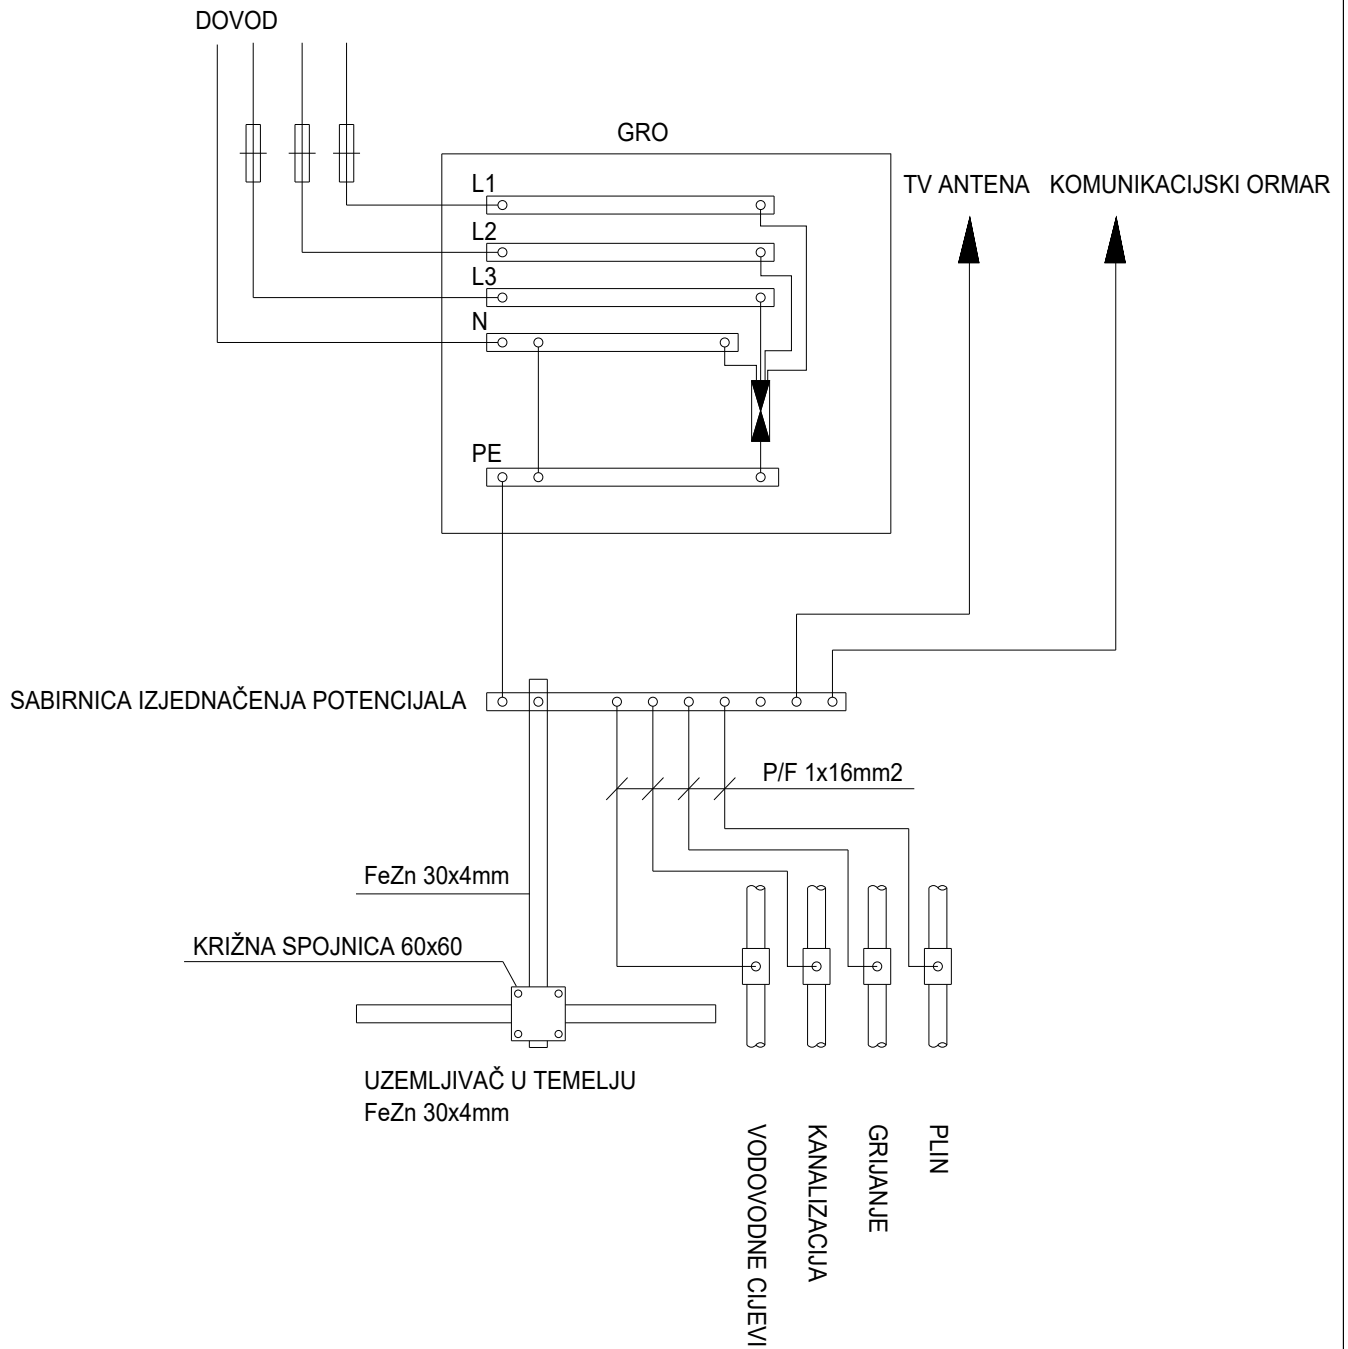 DOVOD
GRO
TV ANTENA
KOMUNIKACIJSKI ORMAR
L1
L2
L3
N
PE
SABIRNICA IZJEDNAČENJA POTENCIJALA
P/F 1x16mm2
FeZn 30x4mm
KRIŽNA SPOJNICA 60x60
UZEMLJIVAČ U TEMELJU
FeZn 30x4mm
VODOVODNE CIJEVI
KANALIZACIJA
GRIJANJE
PLIN